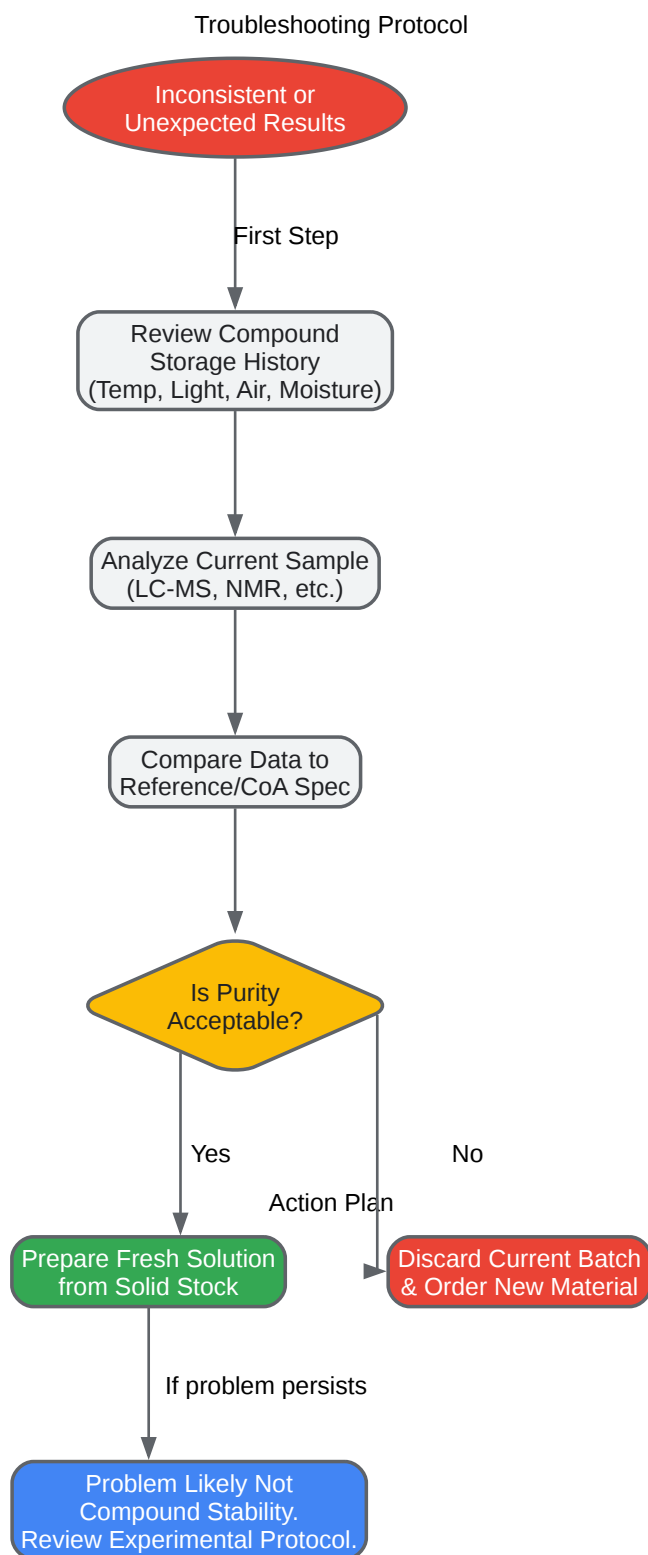 Troubleshooting Protocol
Inconsistent or
Unexpected Results
First Step
Review Compound
Storage History
(Temp, Light, Air, Moisture)
Analyze Current Sample
(LC-MS, NMR, etc.)
Compare Data to
Reference/CoA Spec
Is Purity
Acceptable?
Yes
No
Action Plan
Prepare Fresh Solution
from Solid Stock
Discard Current Batch
& Order New Material
If problem persists
Problem Likely Not
Compound Stability.
Review Experimental Protocol.